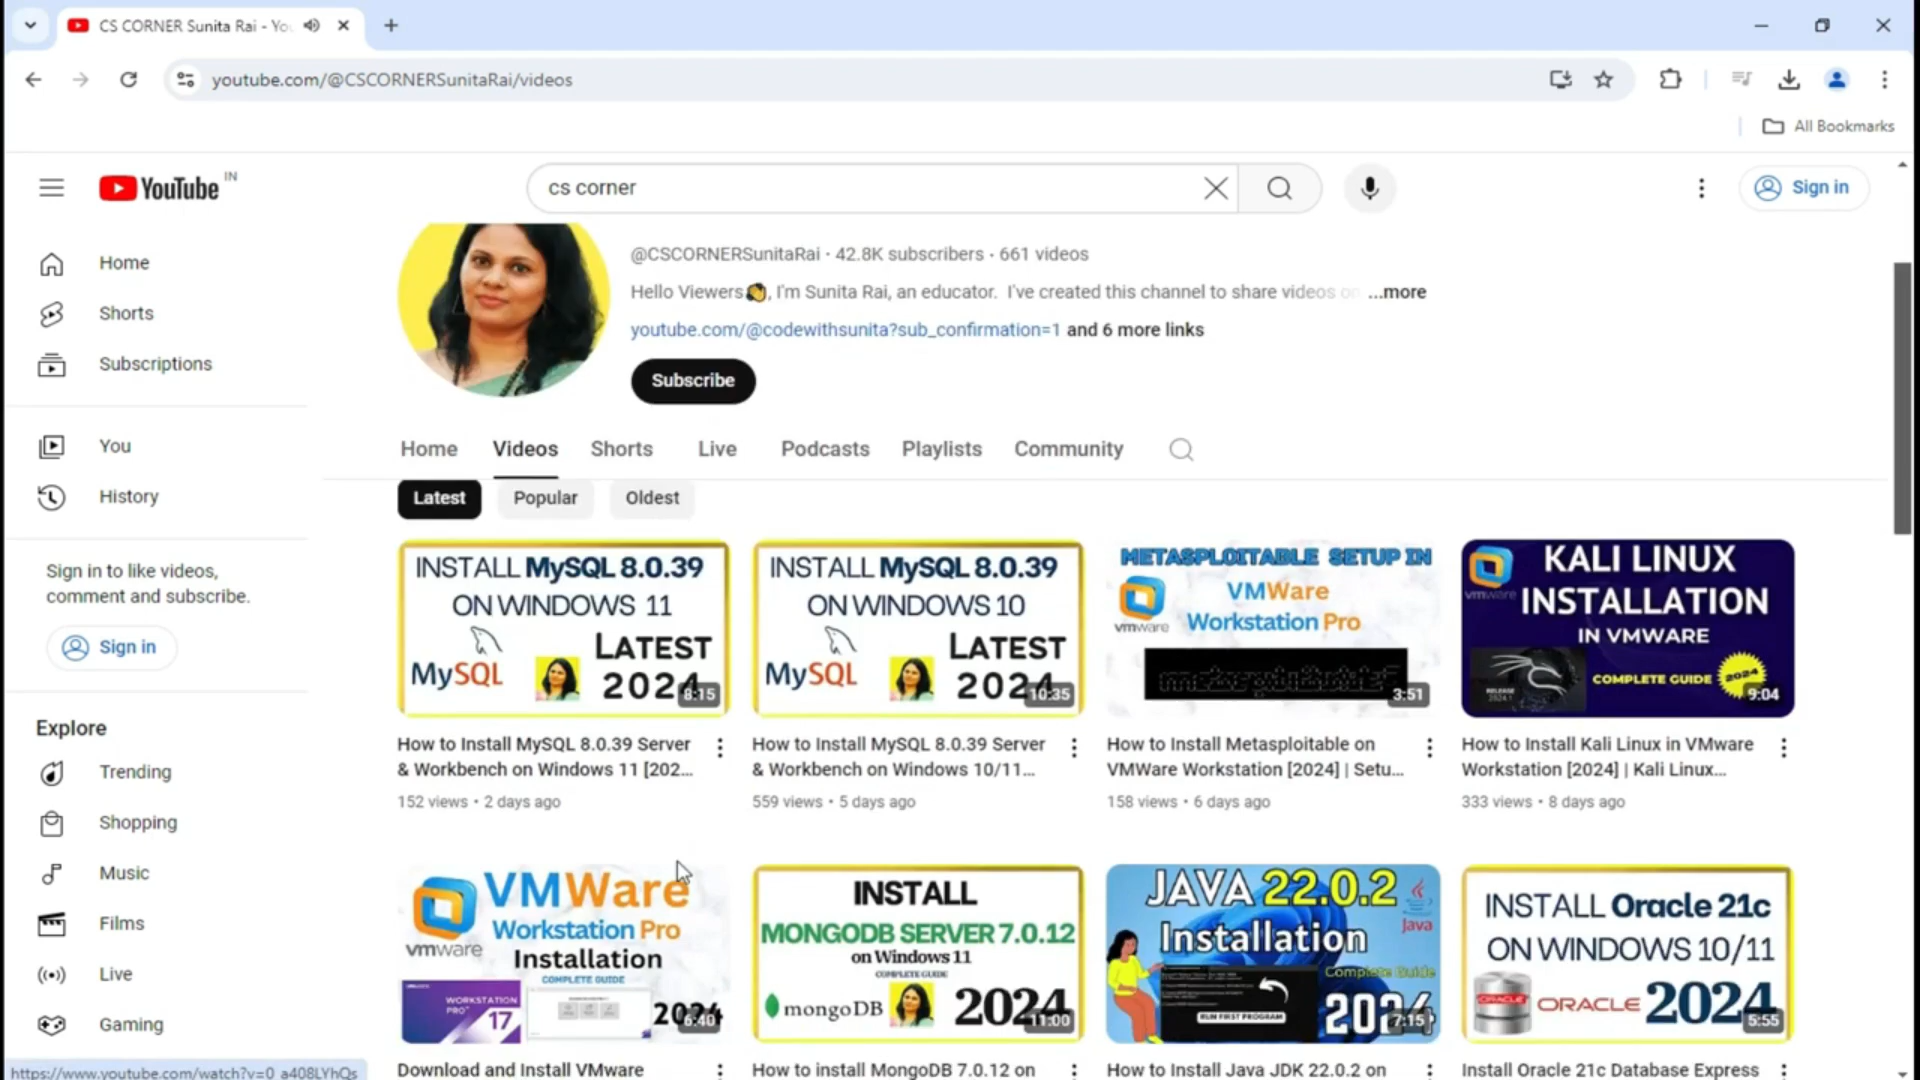 CS CORNER Sunita Rai - You
youtube.com/@CSCORNERSunitaRai/videos
All Bookmarks
YouTube IN
cs corner
Sign in
@CSCORNERSunitaRai · 42.8K subscribers · 661 videos
Hello Viewers👏, I'm Sunita Rai, an educator. I've created this channel to share videos on ...more
youtube.com/@codewithsunita?sub_confirmation=1 and 6 more links
Subscribe
Home
Shorts
Subscriptions
You
History
Sign in to like videos,
comment and subscribe.
Sign in
Explore
Trending
Shopping
Music
Films
Live
Gaming
Home Videos Shorts Live Podcasts Playlists Community
Latest Popular Oldest
INSTALL MySQL 8.0.39
ON WINDOWS 11
LATEST
MySQL
2024
8:15
How to Install MySQL 8.0.39 Server
& Workbench on Windows 11 [202...
152 views • 2 days ago
INSTALL MySQL 8.0.39
ON WINDOWS 10
LATEST
MySQL
2024
10:35
How to Install MySQL 8.0.39 Server
& Workbench on Windows 10/11...
559 views • 5 days ago
METASPLOITABLE SETUP IN
VMWare
vmware Workstation Pro
metasploitable
3:51
How to Install Metasploitable on
VMWare Workstation [2024] | Setu...
158 views • 6 days ago
KALI LINUX
vmware INSTALLATION
IN VMWARE
RELEASE
2024.1
COMPLETE GUIDE 2024
9:04
How to Install Kali Linux in VMware
Workstation [2024] | Kali Linux...
333 views • 8 days ago
VMWare
Workstation Pro
vmware
Installation
COMPLETE GUIDE
WORKSTATION
PRO
17
2024
6:40
Download and Install VMware
INSTALL
MONGODB SERVER 7.0.12
on Windows 11
COMPLETE GUIDE
mongoDB 2024
11:00
How to install MongoDB 7.0.12 on
JAVA 22.0.2
Java
Installation
Complete Guide
RUN FIRST PROGRAM
2024
7:15
How to Install Java JDK 22.0.2 on
INSTALL Oracle 21c
ON WINDOWS 10/11
ORACLE
ORACLE 2024
5:55
Install Oracle 21c Database Express
https://www.youtube.com/watch?v=0_a408LYhQs